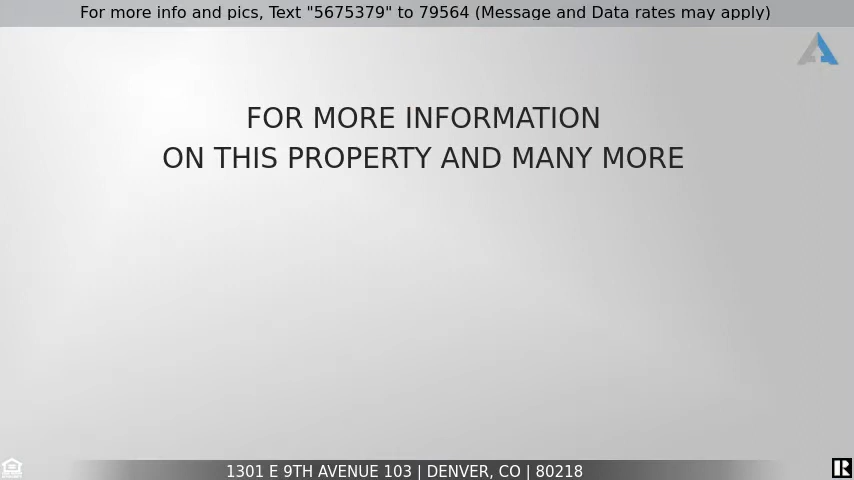 For more info and pics, Text "5675379" to 79564 (Message and Data rates may apply)
FOR MORE INFORMATION
ON THIS PROPERTY AND MANY MORE
1301 E 9TH AVENUE 103 | DENVER, CO | 80218